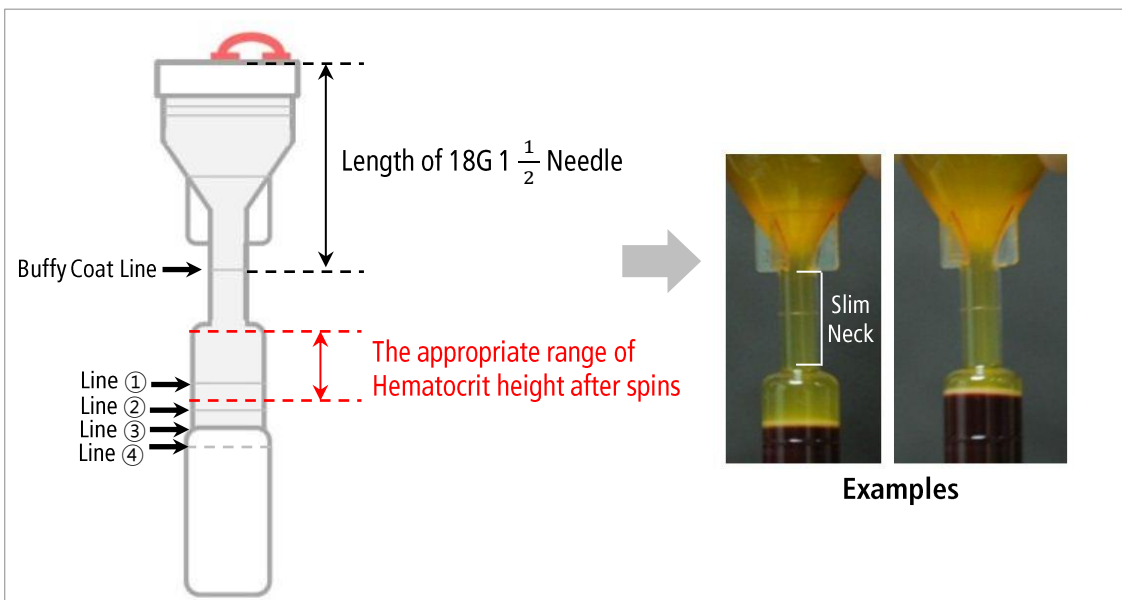 Length of 18G 1 1/2 Needle
Buffy Coat Line
The appropriate range of
Hematocrit height after spins
Line ①
Line ②
Line ③
Line ④
Slim
Neck
Examples